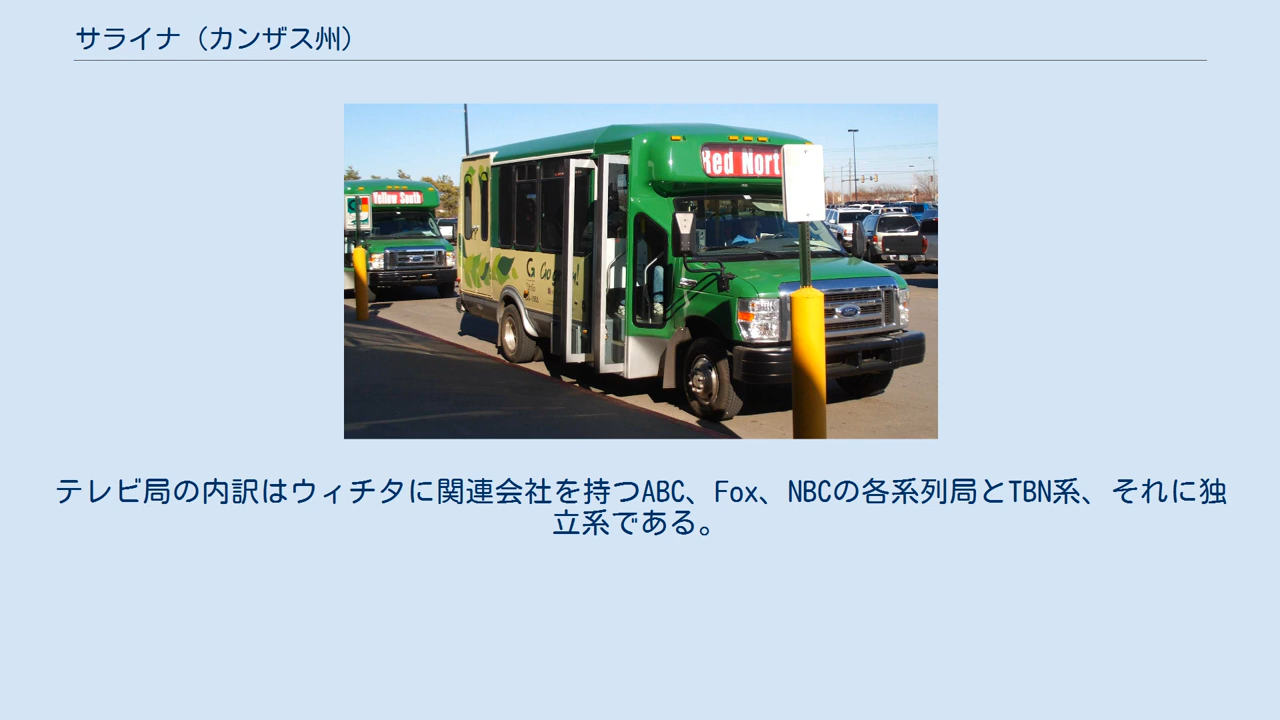 サライナ（カンザス州）
Red Nort
Yellow South
Go green!
テレビ局の内訳はウィチタに関連会社を持つABC、Fox、NBCの各系列局とTBN系、それに独
立系である。